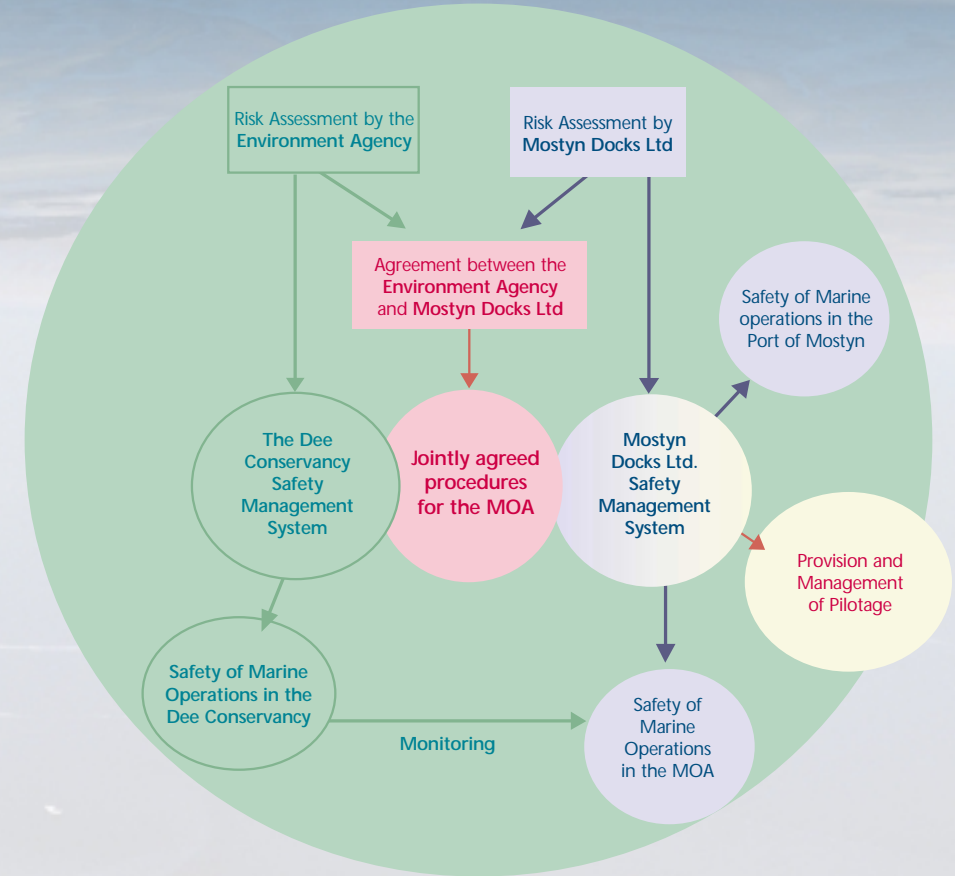 Risk Assessment by the
Environment Agency
Risk Assessment by
Mostyn Docks Ltd
Agreement between the
Environment Agency
and Mostyn Docks Ltd
Safety of Marine
operations in the
Port of Mostyn
The Dee
Conservancy
Safety
Management
System
Jointly agreed
procedures
for the MOA
Mostyn
Docks Ltd.
Safety
Management
System
Provision and
Management
of Pilotage
Safety of Marine
Operations in the
Dee Conservancy
Monitoring
Safety of
Marine
Operations
in the MOA